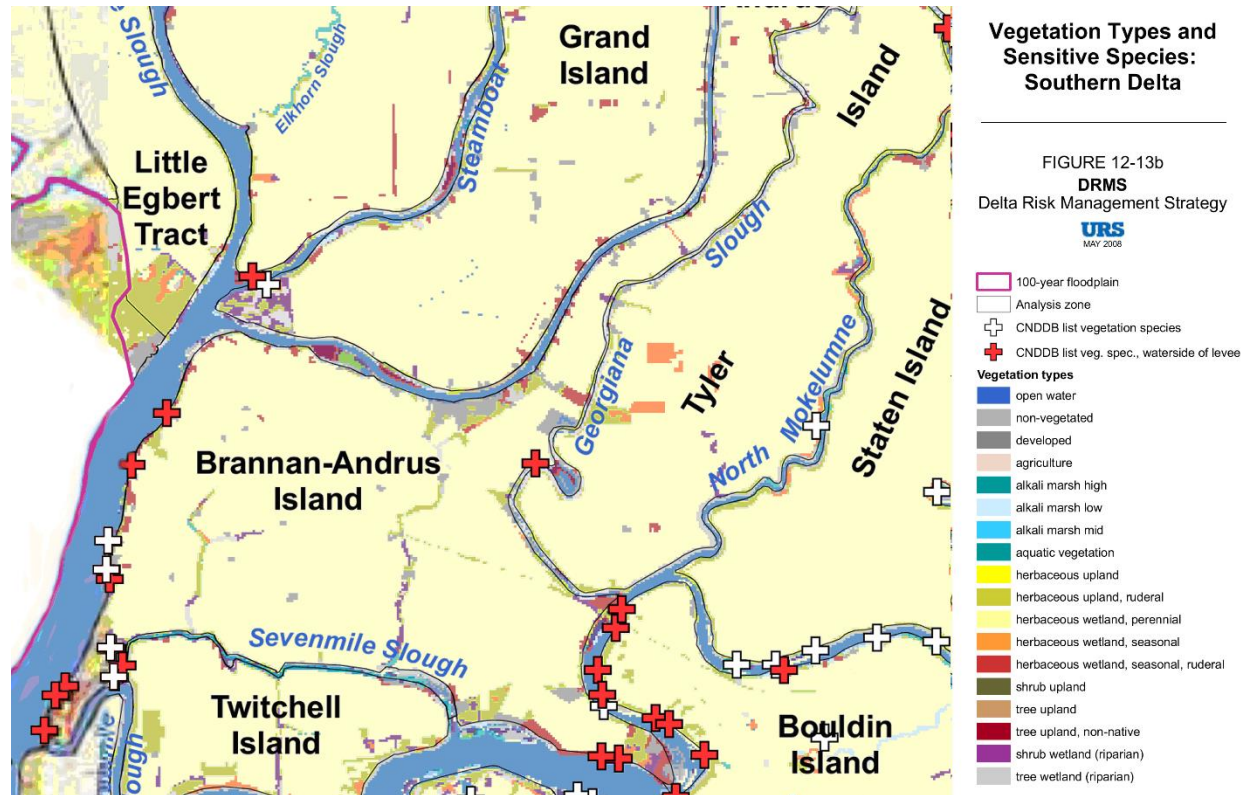 Grand
Island
Island
Little
Egbert
Tract
Slough
Elkhorn Slough
Steamboat
Slough
Georgiana
Tyler
North Mokelumne
Staten Island
Brannan-Andrus
Island
Sevenmile Slough
Twitchell
Island
Bouldin
Island
Vegetation Types and
Sensitive Species:
Southern Delta
FIGURE 12-13b
DRMS
Delta Risk Management Strategy
URS
MAY 2008
100-year floodplain
Analysis zone
CNDDB list vegetation species
CNDDB list veg. spec., waterside of levee
Vegetation types
open water
non-vegetated
developed
agriculture
alkali marsh high
alkali marsh low
alkali marsh mid
aquatic vegetation
herbaceous upland
herbaceous upland, ruderal
herbaceous wetland, perennial
herbaceous wetland, seasonal
herbaceous wetland, seasonal, ruderal
shrub upland
tree upland
tree upland, non-native
shrub wetland (riparian)
tree wetland (riparian)